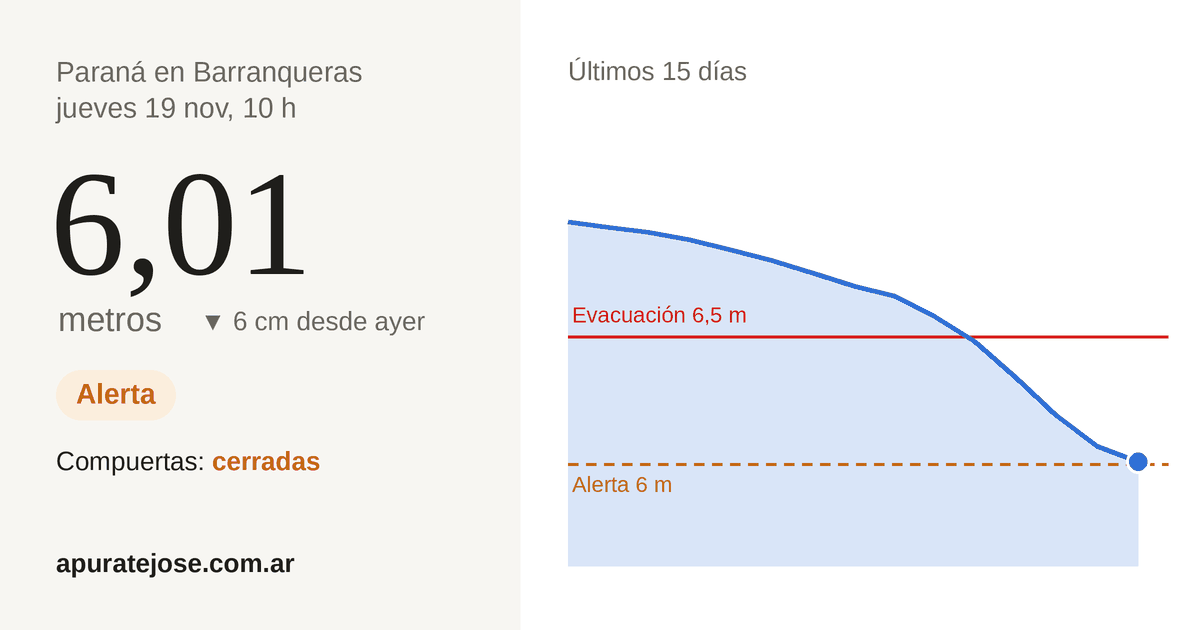 Paraná en Barranqueras
jueves 19 nov, 10 h
6,01
metros ▼ 6 cm desde ayer
Alerta
Compuertas: cerradas
apuratejose.com.ar
Últimos 15 días
Evacuación 6,5 m
Alerta 6 m